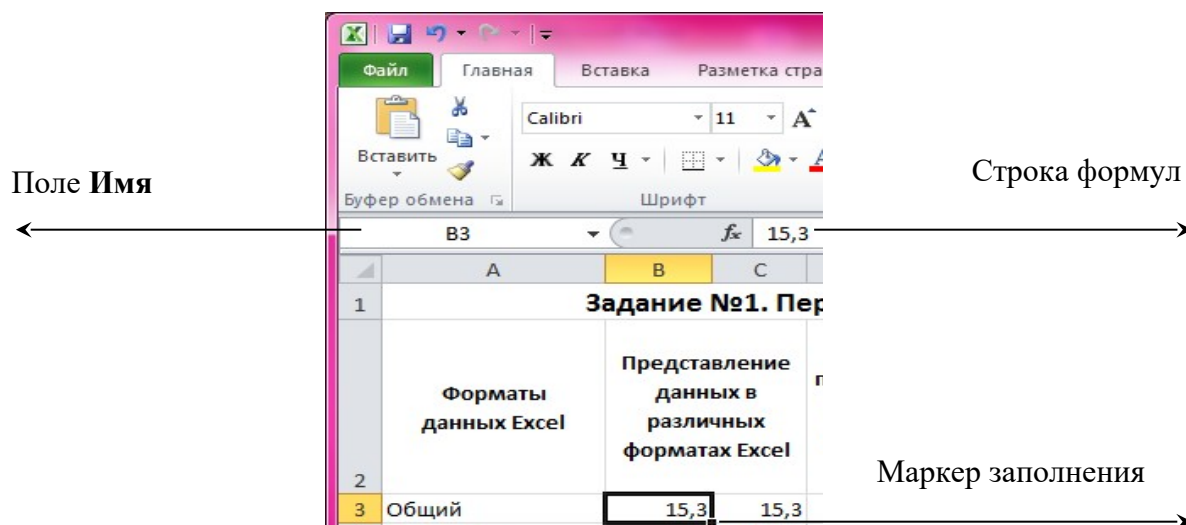 Файл Главная Вставка Разметка стра
Calibri 11 A
Вставить Ж К Ч A
Буфер обмена Шрифт
Поле Имя
Строка формул
B3 fx 15,3
A B C
1 Задание №1. Пер
2 Форматы
данных Excel
Представление
данных в
различных
форматах Excel
п
Маркер заполнения
3 Общий 15,3 15,3